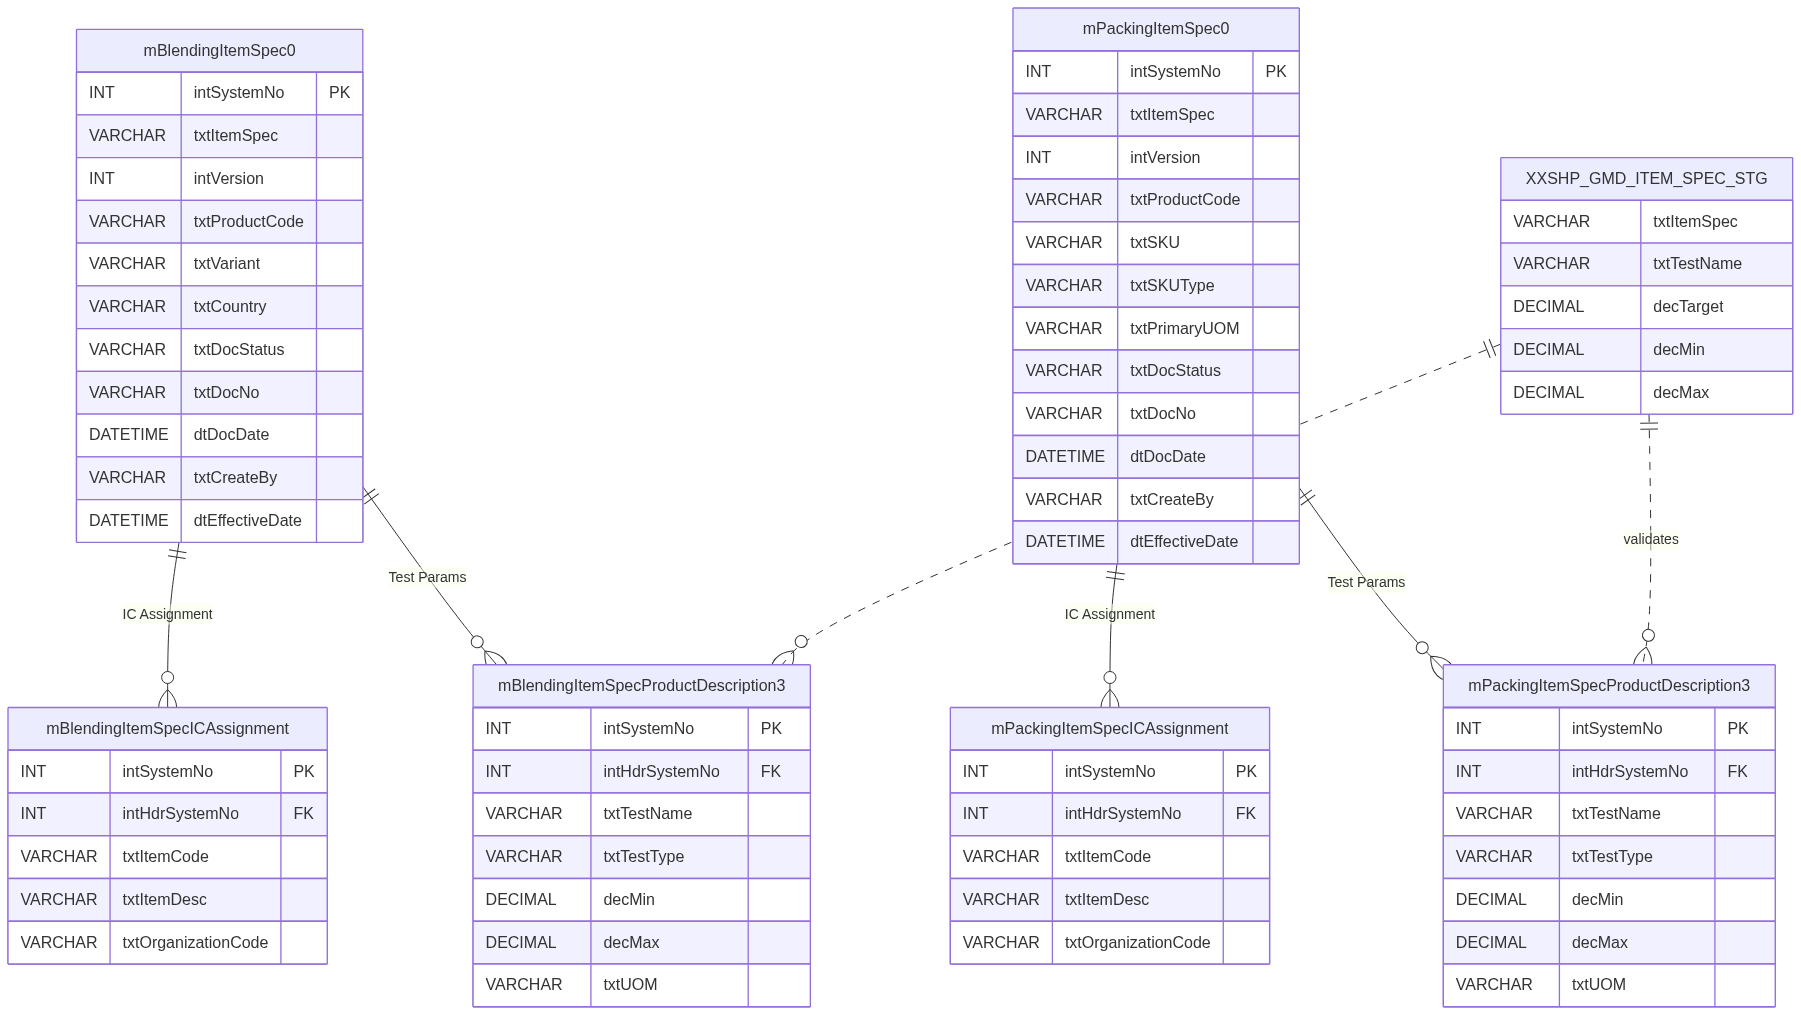 mBlendingItemSpec0
INT intSystemNo PK
VARCHAR txtItemSpec
INT intVersion
VARCHAR txtProductCode
VARCHAR txtVariant
VARCHAR txtCountry
VARCHAR txtDocStatus
VARCHAR txtDocNo
DATETIME dtDocDate
VARCHAR txtCreateBy
DATETIME dtEffectiveDate
mPackingItemSpec0
INT intSystemNo PK
VARCHAR txtItemSpec
INT intVersion
VARCHAR txtProductCode
VARCHAR txtSKU
VARCHAR txtSKUType
VARCHAR txtPrimaryUOM
VARCHAR txtDocStatus
VARCHAR txtDocNo
DATETIME dtDocDate
VARCHAR txtCreateBy
DATETIME dtEffectiveDate
XXSHP_GMD_ITEM_SPEC_STG
VARCHAR txtItemSpec
VARCHAR txtTestName
DECIMAL decTarget
DECIMAL decMin
DECIMAL decMax
IC Assignment
Test Params
IC Assignment
Test Params
validates
mBlendingItemSpecICAssignment
INT intSystemNo PK
INT intHdrSystemNo FK
VARCHAR txtItemCode
VARCHAR txtItemDesc
VARCHAR txtOrganizationCode
mBlendingItemSpecProductDescription3
INT intSystemNo PK
INT intHdrSystemNo FK
VARCHAR txtTestName
VARCHAR txtTestType
DECIMAL decMin
DECIMAL decMax
VARCHAR txtUOM
mPackingItemSpecICAssignment
INT intSystemNo PK
INT intHdrSystemNo FK
VARCHAR txtItemCode
VARCHAR txtItemDesc
VARCHAR txtOrganizationCode
mPackingItemSpecProductDescription3
INT intSystemNo PK
INT intHdrSystemNo FK
VARCHAR txtTestName
VARCHAR txtTestType
DECIMAL decMin
DECIMAL decMax
VARCHAR txtUOM